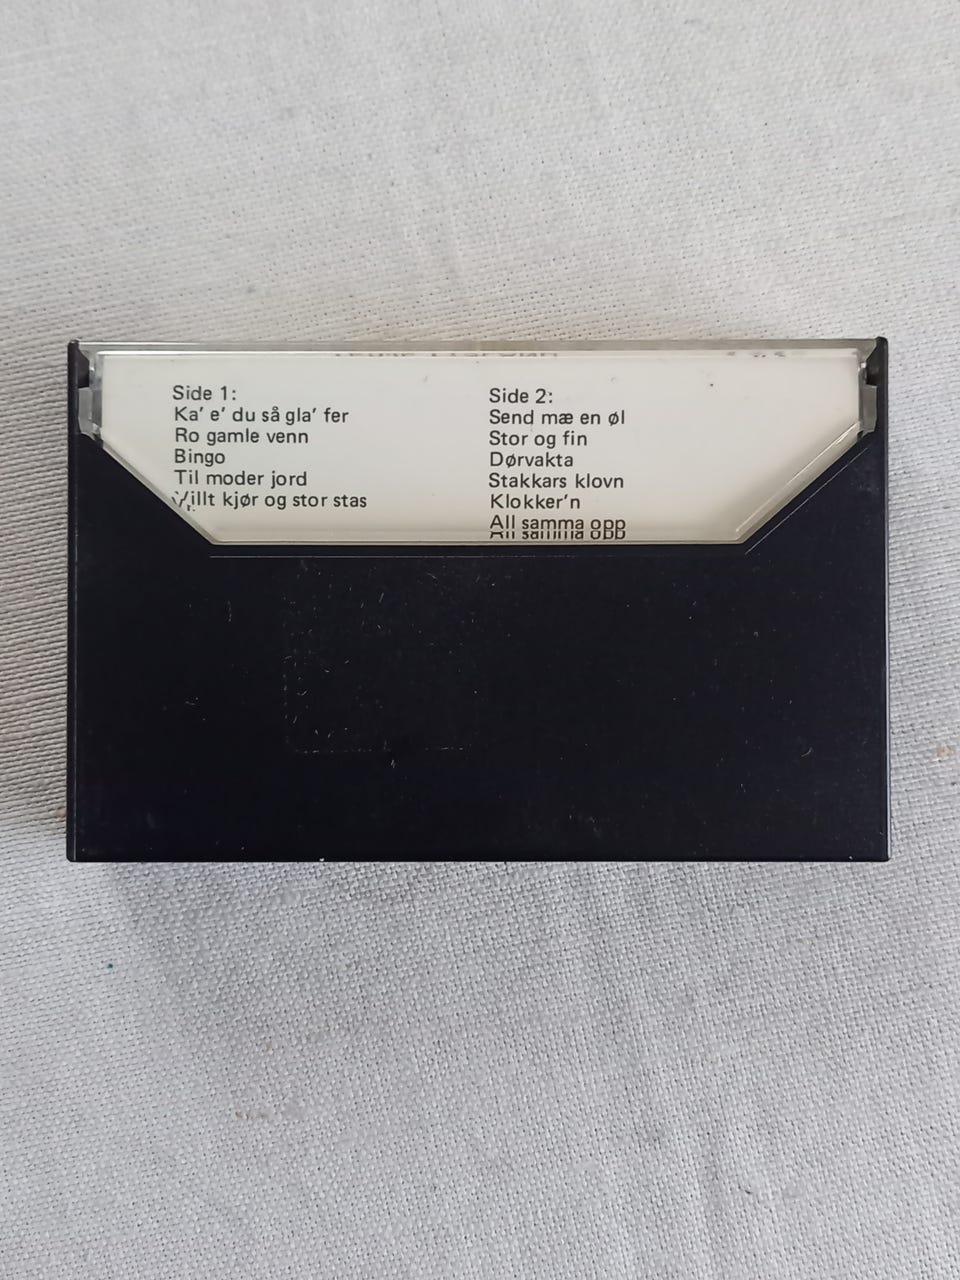 Side 1:
Ka' e' du så gla' fer
Ro gamle venn
Bingo
Til moder jord
Villt kjør og stor stas
Side 2:
Send mæ en øl
Stor og fin
Dørvakta
Stakkars klovn
Klokker'n
All samma opp